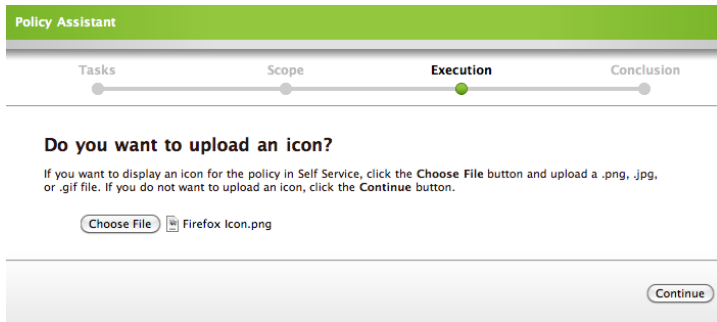 Policy Assistant
Tasks Scope Execution Conclusion
Do you want to upload an icon?
If you want to display an icon for the policy in Self Service, click the Choose File button and upload a .png, .jpg,
or .gif file. If you do not want to upload an icon, click the Continue button.
Choose File Firefox Icon.png
Continue